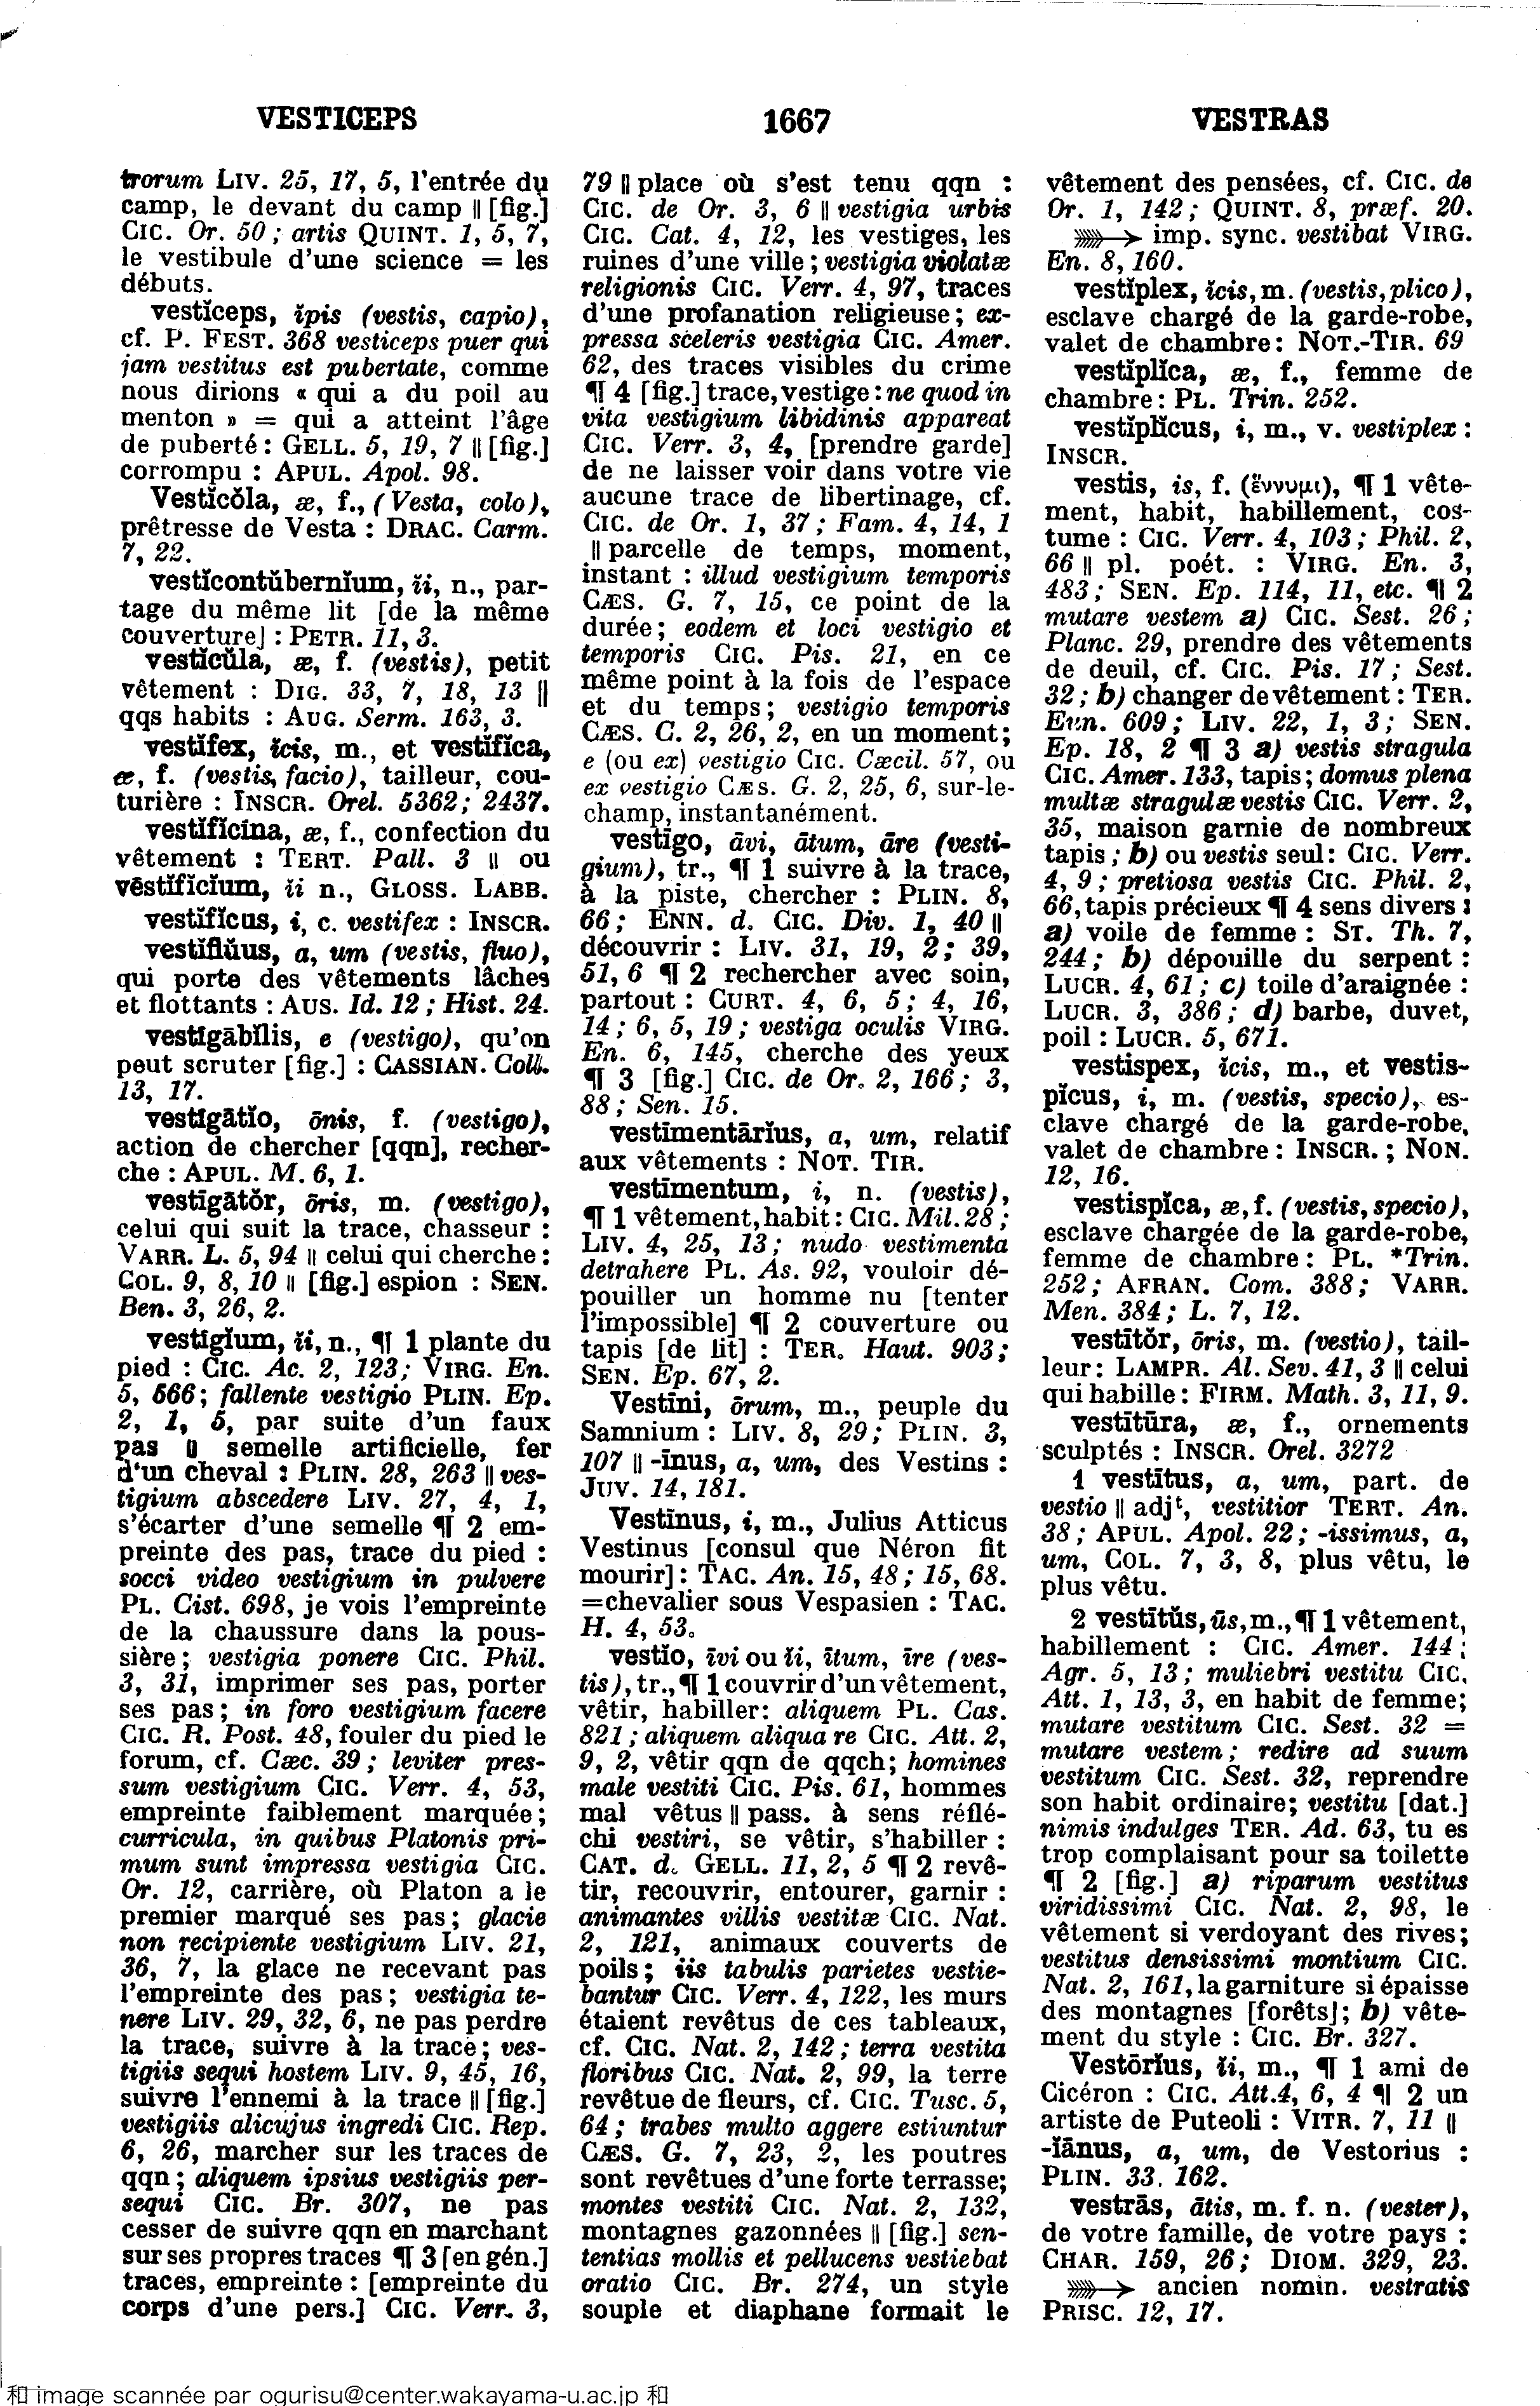 VESTICEPS
1667
VESTRAS
trorum LIV. 25, 17, 5, l'entrée du
camp, le devant du camp || [fig.]
CIC. Or. 50 ; artis QUINT. 1, 5, 7,
le vestibule d'une science = les
débuts.
vestĭceps, ĭpis (vestis, capio),
cf. P. FEST. 368 vesticeps puer qui
jam vestitus est pubertate, comme
nous dirions « qui a du poil au
menton » = qui a atteint l'âge
de puberté : GELL. 5, 19, 7 || [fig.]
corrompu : APUL. Apol. 98.
Vestĭcŏla, æ, f., (Vesta, colo),
prêtresse de Vesta : DRAC. Carm.
7, 22.
vestĭcontŭbernĭum, ĭi, n., par-
tage du même lit [de la même
couverture] : PETR. 11, 3.
vestĭcŭla, æ, f. (vestis), petit
vêtement : DIG. 33, 7, 18, 13 ||
qqs habits : AUG. Serm. 163, 3.
vestĭfex, ĭcis, m., et vestĭfĭca,
æ, f. (vestis, facio), tailleur, cou-
turière : INSCR. Orel. 5362 ; 2437.
vestĭfĭcīna, æ, f., confection du
vêtement : TERT. Pall. 3 || ou
vēstĭfĭcĭum, ĭi n., GLOSS. LABB.
vestĭfĭcus, i, c. vestifex : INSCR.
vestĭflŭus, a, um (vestis, fluo),
qui porte des vêtements lâches
et flottants : AUS. Id. 12 ; Hist. 24.
vestīgābĭlis, e (vestigo), qu'on
peut scruter [fig.] : CASSIAN. Coll.
13, 17.
vestīgātĭo, ōnis, f. (vestigo),
action de chercher [qqn], recher-
che : APUL. M. 6, 1.
vestīgātŏr, ōris, m. (vestigo),
celui qui suit la trace, chasseur :
VARR. L. 5, 94 || celui qui cherche :
COL. 9, 8, 10 || [fig.] espion : SEN.
Ben. 3, 26, 2.
vestīgĭum, ĭi, n., ¶ 1 plante du
pied : CIC. Ac. 2, 123 ; VIRG. En.
5, 566 ; fallente vestigio PLIN. Ep.
2, 1, 5, par suite d'un faux
pas || semelle artificielle, fer
d'un cheval : PLIN. 28, 263 || ves-
tigium abscedere LIV. 27, 4, 1,
s'écarter d'une semelle ¶ 2 em-
preinte des pas, trace du pied :
socci video vestigium in pulvere
PL. Cist. 698, je vois l'empreinte
de la chaussure dans la pous-
sière ; vestigia ponere CIC. Phil.
3, 31, imprimer ses pas, porter
ses pas ; in foro vestigium facere
CIC. R. Post. 48, fouler du pied le
forum, cf. Cæc. 39 ; leviter pres-
sum vestigium CIC. Verr. 4, 53,
empreinte faiblement marquée ;
curricula, in quibus Platonis pri-
mum sunt impressa vestigia CIC.
Or. 12, carrière, où Platon a le
premier marqué ses pas ; glacie
non recipiente vestigium LIV. 21,
36, 7, la glace ne recevant pas
l'empreinte des pas ; vestigia te-
nere LIV. 29, 32, 6, ne pas perdre
la trace, suivre à la trace ; ves-
tigiis sequi hostem LIV. 9, 45, 16,
suivre l'ennemi à la trace || [fig.]
vestigiis alicujus ingredi CIC. Rep.
6, 26, marcher sur les traces de
qqn ; aliquem ipsius vestigiis per-
sequi CIC. Br. 307, ne pas
cesser de suivre qqn en marchant
sur ses propres traces ¶ 3 [en gén.]
traces, empreinte : [empreinte du
corps d'une pers.] CIC. Verr. 3,
79 || place où s'est tenu qqn :
CIC. de Or. 3, 6 || vestigia urbis
CIC. Cat. 4, 12, les vestiges, les
ruines d'une ville ; vestigia violatæ
religionis CIC. Verr. 4, 97, traces
d'une profanation religieuse ; ex-
pressa sceleris vestigia CIC. Amer.
62, des traces visibles du crime
¶ 4 [fig.] trace, vestige : ne quod in
vita vestigium libidinis appareat
CIC. Verr. 3, 4, [prendre garde]
de ne laisser voir dans votre vie
aucune trace de libertinage, cf.
CIC. de Or. 1, 37 ; Fam. 4, 14, 1
|| parcelle de temps, moment,
instant : illud vestigium temporis
CÆS. G. 7, 15, ce point de la
durée ; eodem et loci vestigio et
temporis CIC. Pis. 21, en ce
même point à la fois de l'espace
et du temps ; vestigio temporis
CÆS. C. 2, 26, 2, en un moment ;
e (ou ex) vestigio CIC. Cæcil. 57, ou
ex vestigio CÆS. G. 2, 25, 6, sur-le-
champ, instantanément.
vestīgo, āvi, ātum, āre (vesti-
gium), tr., ¶ 1 suivre à la trace,
à la piste, chercher : PLIN. 8,
66 ; ENN. d. CIC. Div. 1, 40 ||
découvrir : LIV. 31, 19, 2 ; 39,
51, 6 ¶ 2 rechercher avec soin,
partout : CURT. 4, 6, 5 ; 4, 16,
14 ; 6, 5, 19 ; vestiga oculis VIRG.
En. 6, 145, cherche des yeux
¶ 3 [fig.] CIC. de Or. 2, 166 ; 3,
88 ; Sen. 15.
vestīmentārĭus, a, um, relatif
aux vêtements : NOT. TIR.
vestīmentum, i, n. (vestis),
¶ 1 vêtement, habit : CIC. Mil. 28 ;
LIV. 4, 25, 13 ; nudo vestimenta
detrahere PL. As. 92, vouloir dé-
pouiller un homme nu [tenter
l'impossible] ¶ 2 couverture ou
tapis [de lit] : TER. Haut. 903 ;
SEN. Ep. 67, 2.
Vestīni, ōrum, m., peuple du
Samnium : LIV. 8, 29 ; PLIN. 3,
107 || -īnus, a, um, des Vestins :
JUV. 14, 181.
Vestīnus, i, m., Julius Atticus
Vestinus [consul que Néron fit
mourir] : TAC. An. 15, 48 ; 15, 68.
=chevalier sous Vespasien : TAC.
H. 4, 53.
vestĭo, īvi ou ĭi, ītum, īre (ves-
tis), tr., ¶ 1 couvrir d'un vêtement,
vêtir, habiller : aliquem PL. Cas.
821 ; aliquem aliqua re CIC. Att. 2,
9, 2, vêtir qqn de qqch ; homines
male vestiti CIC. Pis. 61, hommes
mal vêtus || pass. à sens réflé-
chi vestiri, se vêtir, s'habiller :
CAT. d. GELL. 11, 2, 5 ¶ 2 revê-
tir, recouvrir, entourer, garnir :
animantes villis vestitæ CIC. Nat.
2, 121, animaux couverts de
poils ; iis tabulis parietes vestie-
bantur CIC. Verr. 4, 122, les murs
étaient revêtus de ces tableaux,
cf. CIC. Nat. 2, 142 ; terra vestita
floribus CIC. Nat. 2, 99, la terre
revêtue de fleurs, cf. CIC. Tusc. 5,
64 ; trabes multo aggere estiuntur
CÆS. G. 7, 23, 2, les poutres
sont revêtues d'une forte terrasse ;
montes vestiti CIC. Nat. 2, 132,
montagnes gazonnées || [fig.] sen-
tentias mollis et pellucens vestiebat
oratio CIC. Br. 274, un style
souple et diaphane formait le
vêtement des pensées, cf. CIC. de
Or. 1, 142 ; QUINT. 8, præf. 20.
➳ imp. sync. vestibat VIRG.
En. 8, 160.
vestĭplex, ĭcis, m. (vestis, plico),
esclave chargé de la garde-robe,
valet de chambre : NOT.-TIR. 69
vestĭplĭca, æ, f., femme de
chambre : PL. Trin. 252.
vestĭplĭcus, i, m., v. vestiplex :
INSCR.
vestis, is, f. (ἕννυμι), ¶ 1 vête-
ment, habit, habillement, cos-
tume : CIC. Verr. 4, 103 ; Phil. 2,
66 || pl. poét. : VIRG. En. 3,
483 ; SEN. Ep. 114, 11, etc. ¶ 2
mutare vestem a) CIC. Sest. 26 ;
Planc. 29, prendre des vêtements
de deuil, cf. CIC. Pis. 17 ; Sest.
32 ; b) changer de vêtement : TER.
Eun. 609 ; LIV. 22, 1, 3 ; SEN.
Ep. 18, 2 ¶ 3 a) vestis stragula
CIC. Amer. 133, tapis ; domus plena
multæ stragulæ vestis CIC. Verr. 2,
35, maison garnie de nombreux
tapis ; b) ou vestis seul : CIC. Verr.
4, 9 ; pretiosa vestis CIC. Phil. 2,
66, tapis précieux ¶ 4 sens divers :
a) voile de femme : ST. Th. 7,
244 ; b) dépouille du serpent :
LUCR. 4, 61 ; c) toile d'araignée :
LUCR. 3, 386 ; d) barbe, duvet,
poil : LUCR. 5, 671.
vestispex, ĭcis, m., et vestis-
pĭcus, i, m. (vestis, specio), es-
clave chargé de la garde-robe,
valet de chambre : INSCR. ; NON.
12, 16.
vestispĭca, æ, f. (vestis, specio),
esclave chargée de la garde-robe,
femme de chambre : PL. *Trin.
252 ; AFRAN. Com. 388 ; VARR.
Men. 384 ; L. 7, 12.
vestītŏr, ōris, m. (vestio), tail-
leur : LAMPR. Al. Sev. 41, 3 || celui
qui habille : FIRM. Math. 3, 11, 9.
vestītūra, æ, f., ornements
sculptés : INSCR. Orel. 3272
1 vestītus, a, um, part. de
vestio || adjᵗ, vestitior TERT. An.
38 ; APUL. Apol. 22 ; -issimus, a,
um, COL. 7, 3, 8, plus vêtu, le
plus vêtu.
2 vestītŭs, ūs, m., ¶ 1 vêtement,
habillement : CIC. Amer. 144 ;
Agr. 5, 13 ; muliebri vestitu CIC.
Att. 1, 13, 3, en habit de femme ;
mutare vestitum CIC. Sest. 32 =
mutare vestem ; redire ad suum
vestitum CIC. Sest. 32, reprendre
son habit ordinaire ; vestitu [dat.]
nimis indulges TER. Ad. 63, tu es
trop complaisant pour sa toilette
¶ 2 [fig.] a) riparum vestitus
viridissimi CIC. Nat. 2, 98, le
vêtement si verdoyant des rives ;
vestitus densissimi montium CIC.
Nat. 2, 161, la garniture si épaisse
des montagnes [forêts] ; b) vête-
ment du style : CIC. Br. 327.
Vestōrĭus, ĭi, m., ¶ 1 ami de
Cicéron : CIC. Att.4, 6, 4 ¶ 2 un
artiste de Puteoli : VITR. 7, 11 ||
-ĭānus, a, um, de Vestorius :
PLIN. 33. 162.
vestrās, ātis, m. f. n. (vester),
de votre famille, de votre pays :
CHAR. 159, 26 ; DIOM. 329, 23.
➳ ancien nomin. vestratis
PRISC. 12, 17.
和 image scannée par ogurisu@center.wakayama-u.ac.jp 和